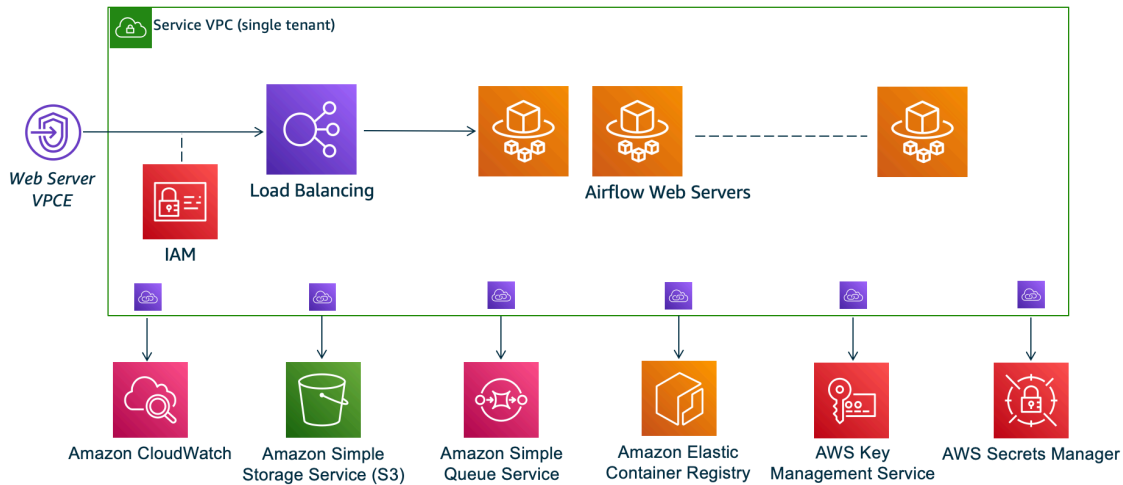 Service VPC (single tenant)
Web Server
VPCE
Load Balancing
Airflow Web Servers
IAM
Amazon CloudWatch
Amazon Simple
Storage Service (S3)
Amazon Simple
Queue Service
Amazon Elastic
Container Registry
AWS Key
Management Service
AWS Secrets Manager